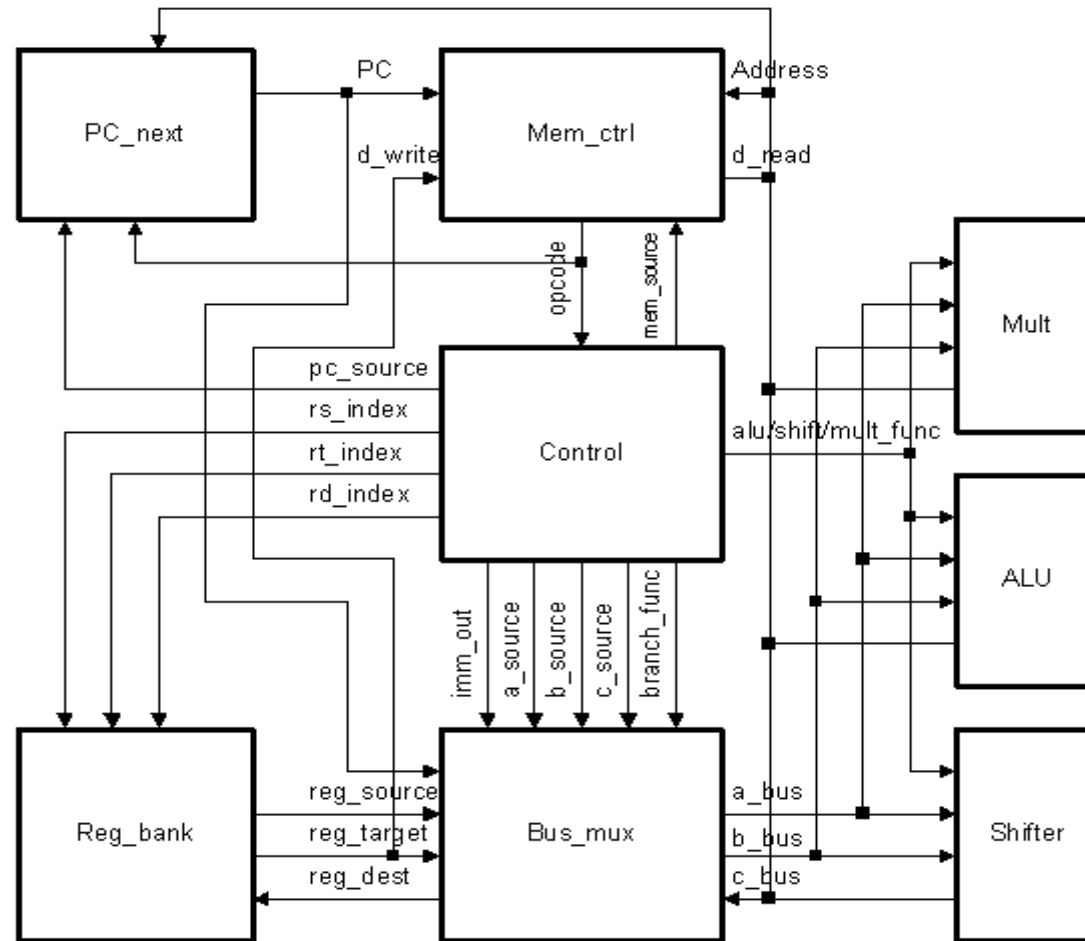 PC
Address
PC_next
Mem_ctrl
d_write
d_read
opcode
mem_source
Mult
pc_source
rs_index
alu/shift/mult_func
rt_index
Control
rd_index
ALU
imm_out
a_source
b_source
c_source
branch_func
reg_source
a_bus
Reg_bank
reg_target
Bus_mux
b_bus
Shifter
reg_dest
c_bus